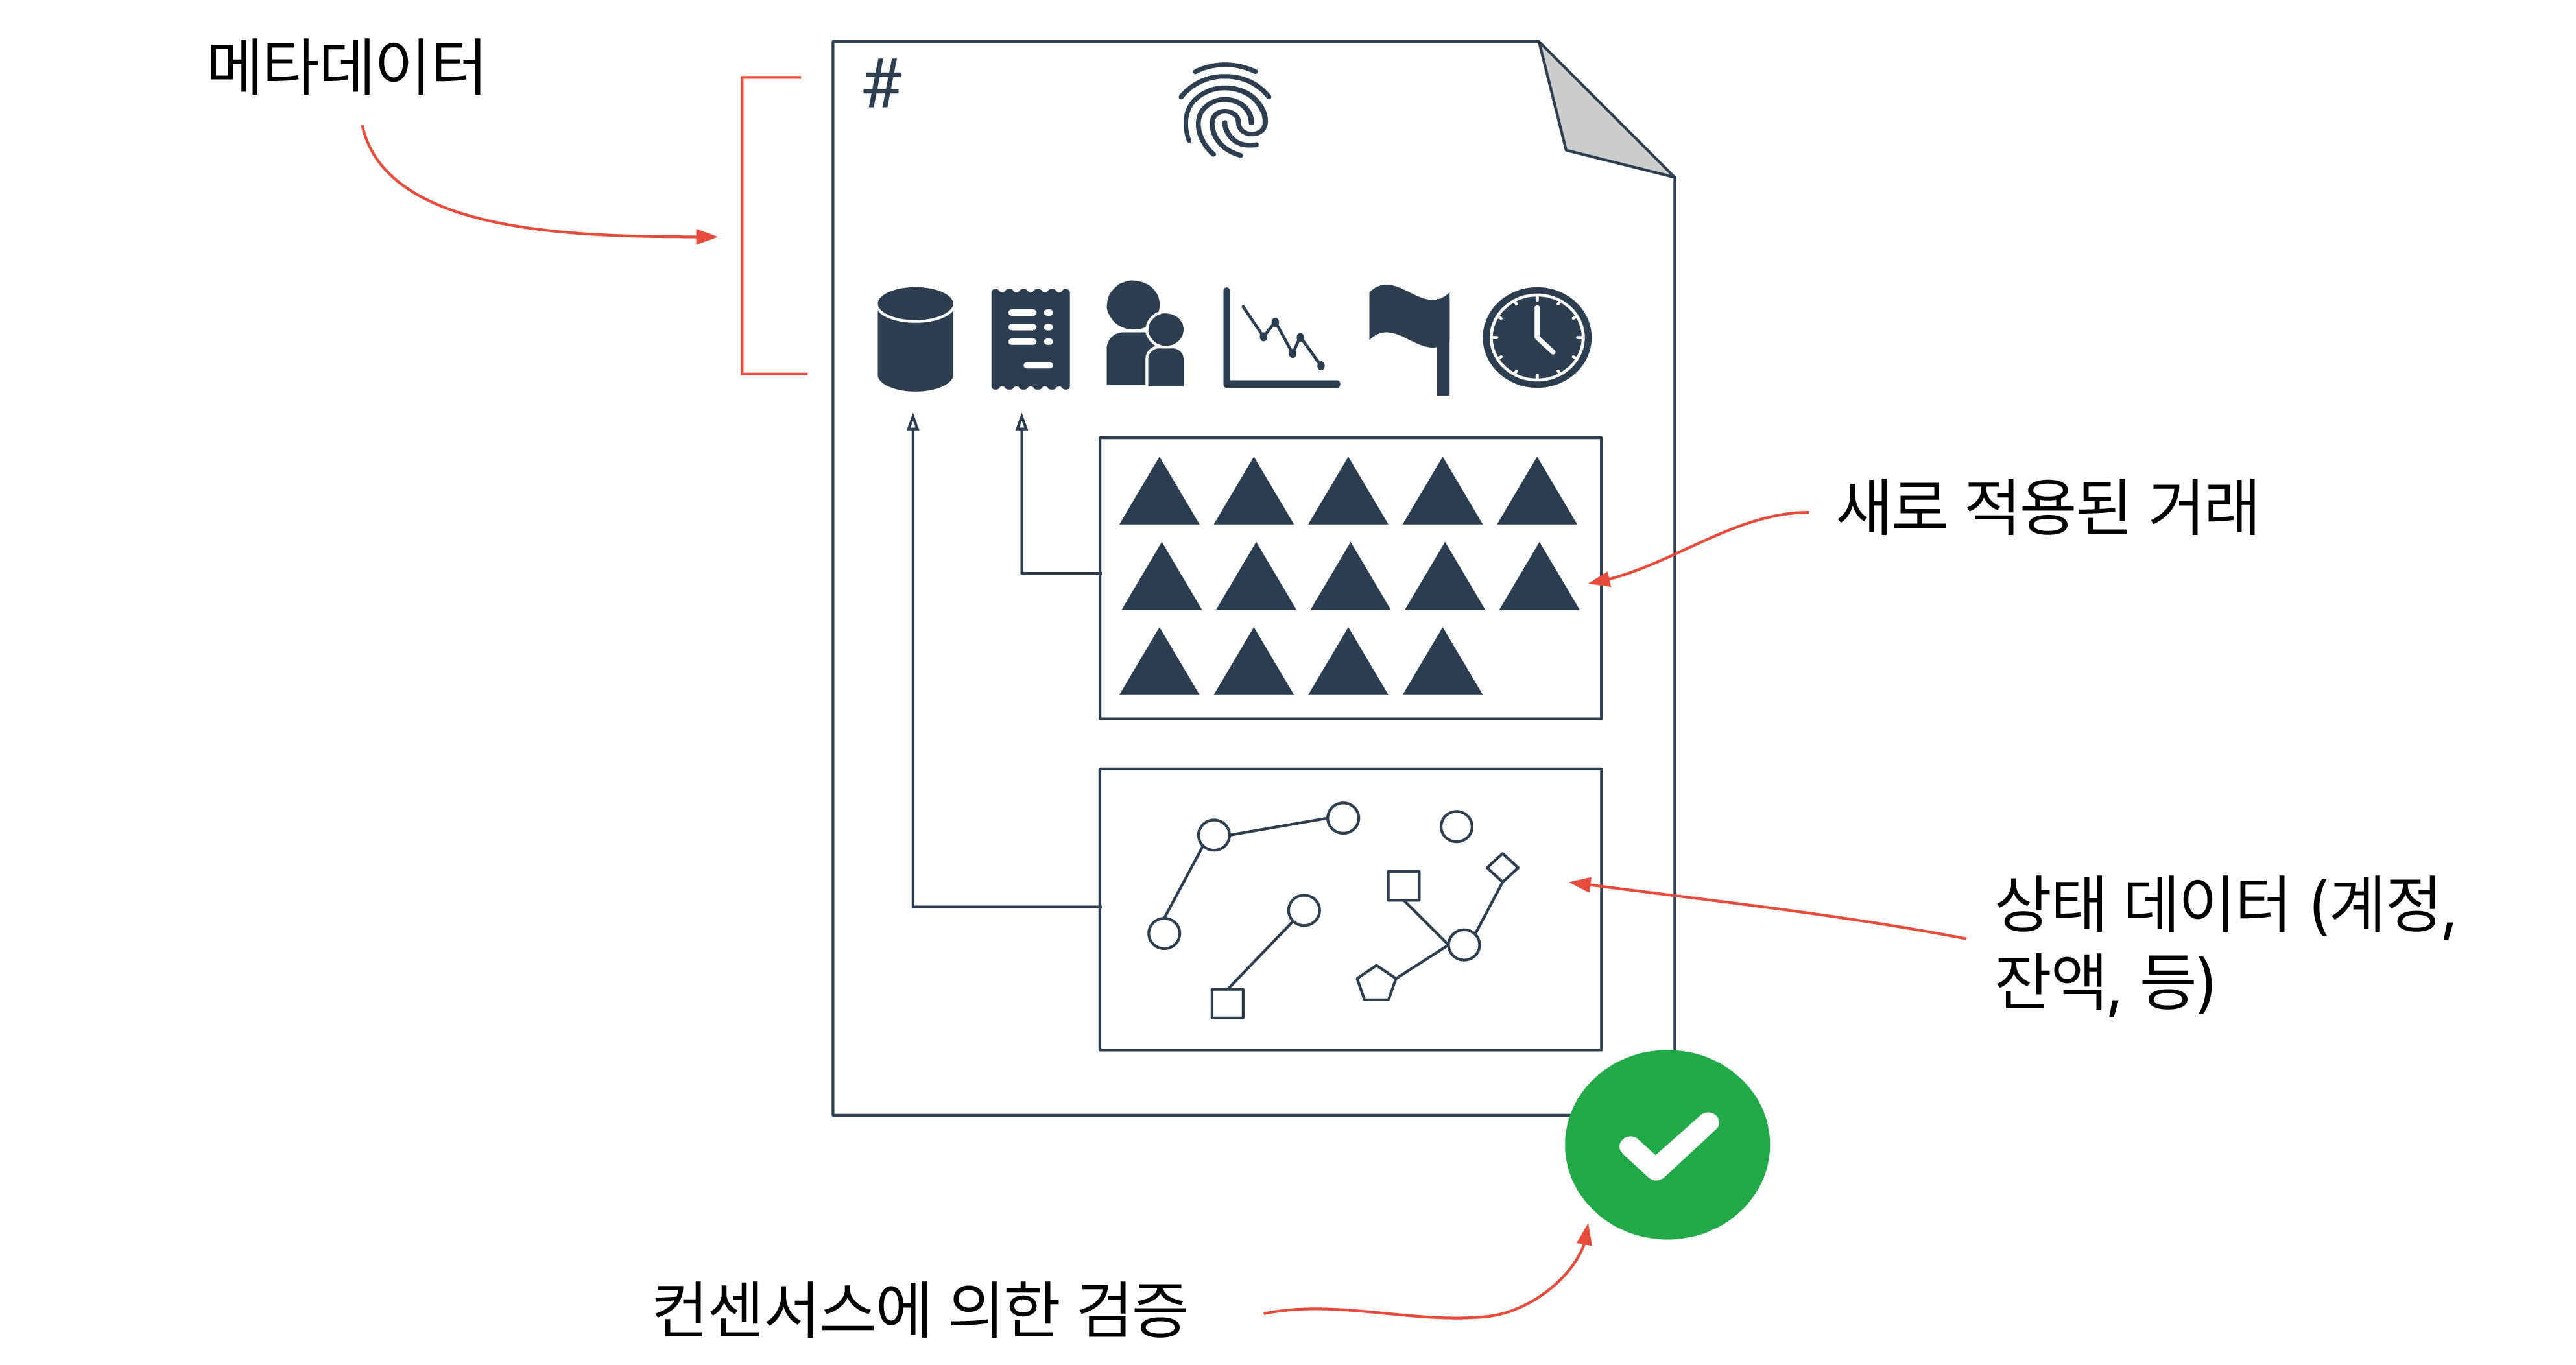 메타데이터
#
새로 적용된 거래
상태 데이터 (계정,
잔액, 등)
컨센서스에 의한 검증